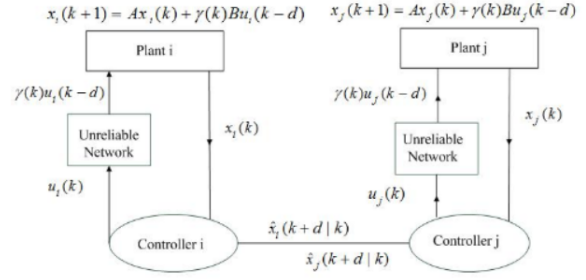 x_i(k+1) = Ax_i(k)+γ(k)Bu_i(k−d)
x_j(k+1) = Ax_j(k)+γ(k)Bu_j(k−d)
Plant i
Plant j
γ(k)u_i(k−d)
γ(k)u_j(k−d)
x_i(k)
x_j(k)
Unreliable
Network
Unreliable
Network
u_i(k)
u_j(k)
Controller i
x̂_i(k+d|k)
x̂_j(k+d|k)
Controller j